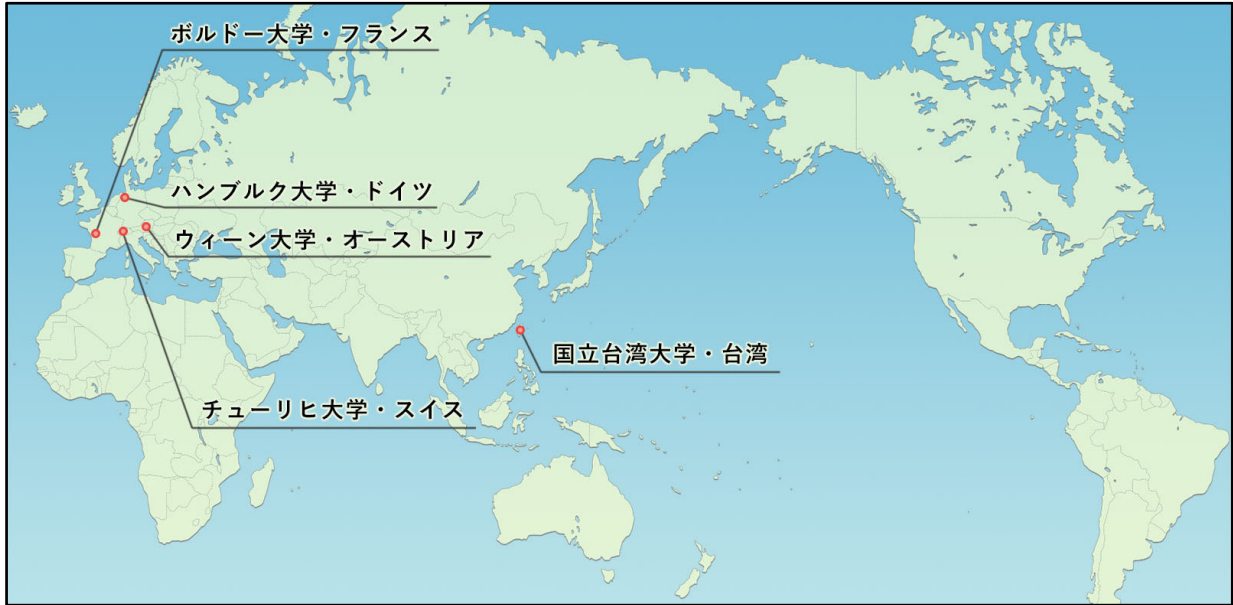 ボルドー大学・フランス
ハンブルク大学・ドイツ
ウィーン大学・オーストリア
国立台湾大学・台湾
チューリヒ大学・スイス